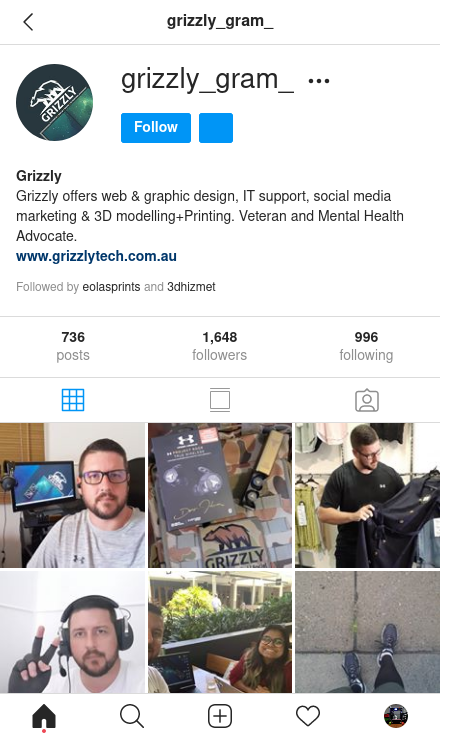 grizzly_gram_
GRIZZLY
grizzly_gram_
Follow
Grizzly
Grizzly offers web & graphic design, IT support, social media
marketing & 3D modelling+Printing. Veteran and Mental Health
Advocate.
www.grizzlytech.com.au
Followed by eolasprints and 3dhizmet
736
posts
1,648
followers
996
following
GRIZZLY